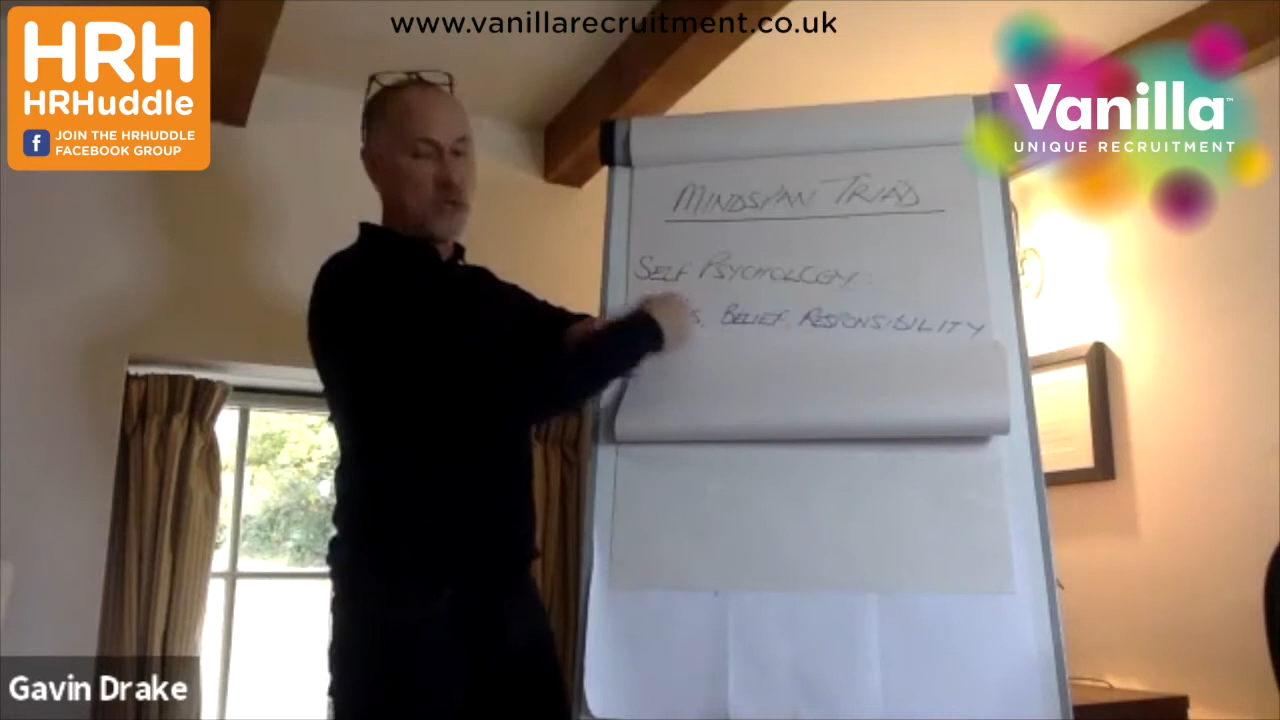 www.vanillarecruitment.co.uk
HRH
HRHuddle
f JOIN THE HRHUDDLE
FACEBOOK GROUP
Vanilla™
UNIQUE RECRUITMENT
MINDSPAN TRIAD
SELF PSYCHOLOGY:
BELIEF, RESPONSIBILITY
Gavin Drake